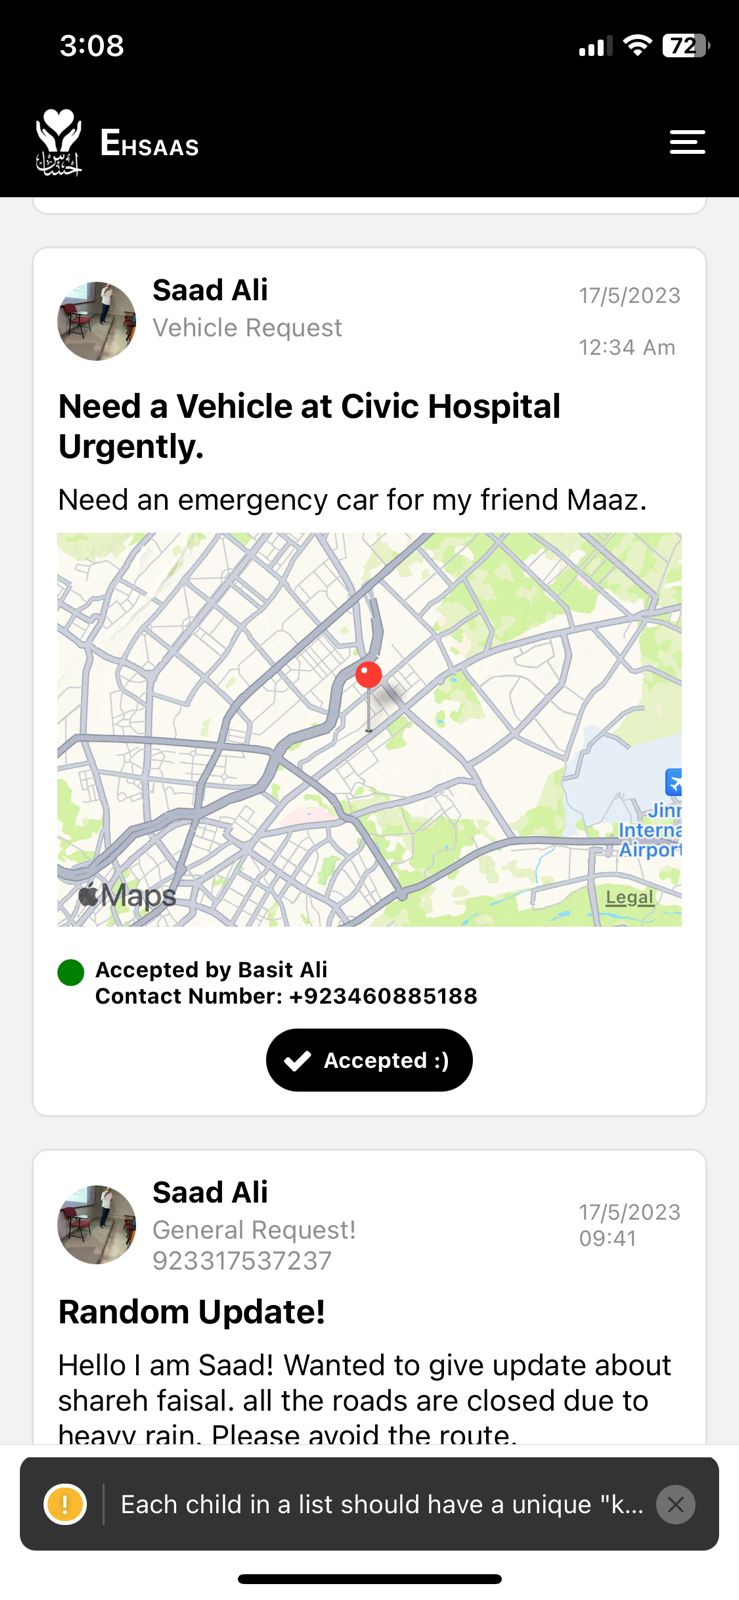 3:08
72
احساس
EHSAAS
Saad Ali
Vehicle Request
17/5/2023
12:34 Am
Need a Vehicle at Civic Hospital
Urgently.
Need an emergency car for my friend Maaz.
Jinn
Interna
Airport
Maps
Legal
Accepted by Basit Ali
Contact Number: +923460885188
Accepted :)
Saad Ali
General Request!
923317537237
17/5/2023
09:41
Random Update!
Hello I am Saad! Wanted to give update about
shareh faisal. all the roads are closed due to
heavy rain. Please avoid the route.
Each child in a list should have a unique "k...